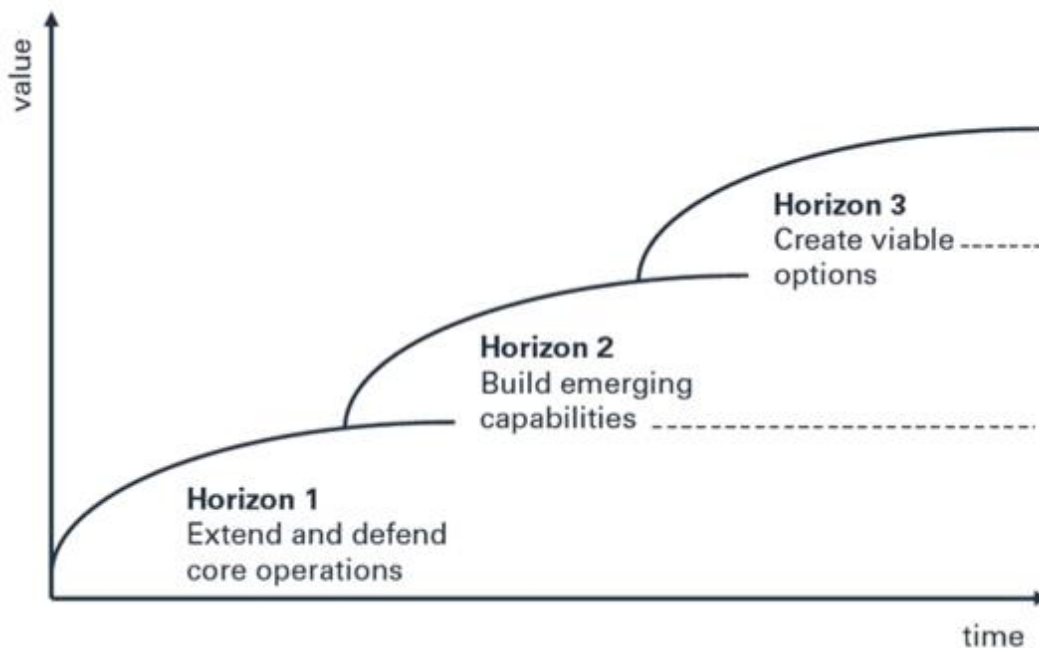 value
Horizon 3
Create viable
options
Horizon 2
Build emerging
capabilities
Horizon 1
Extend and defend
core operations
time